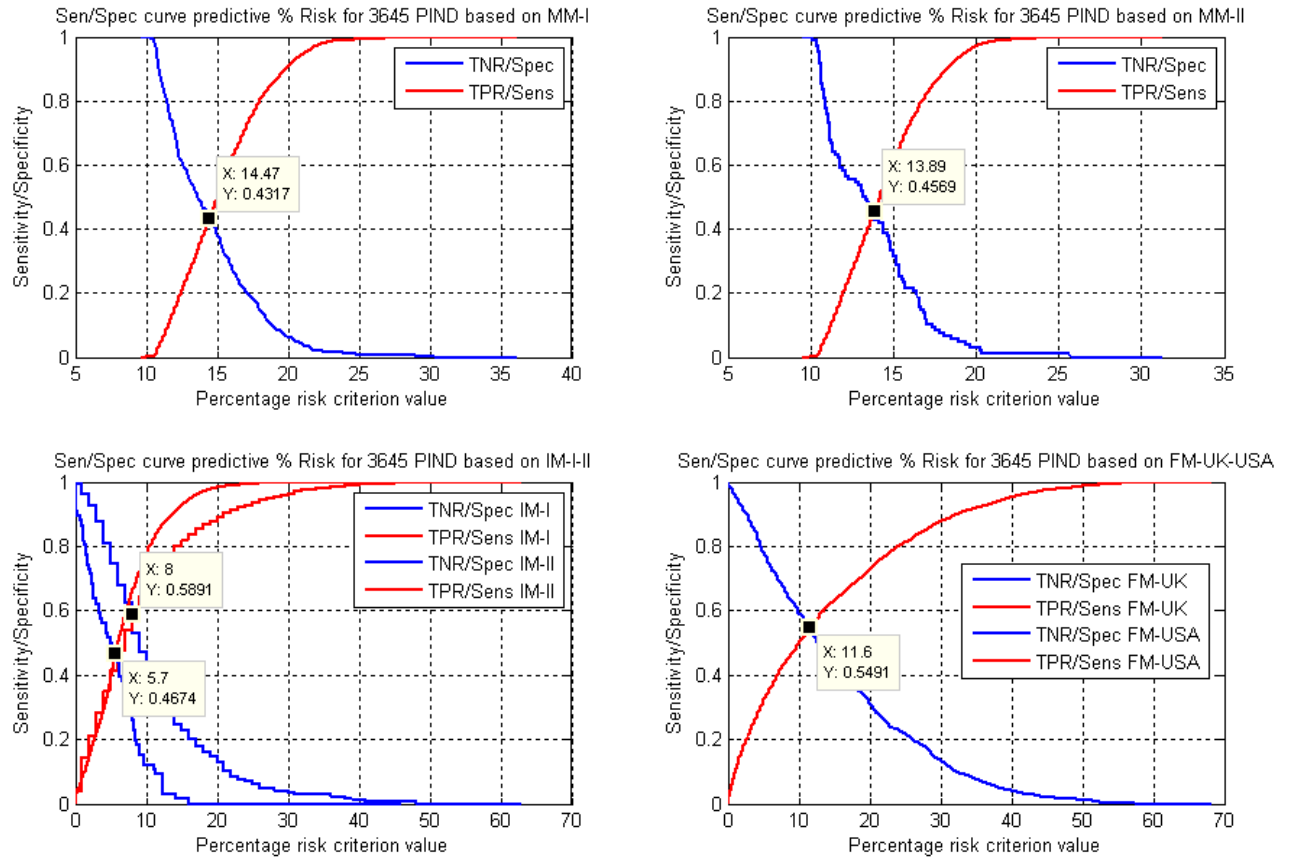 Sen/Spec curve predictive % Risk for 3645 PIND based on MM-I
1
0.8
0.6
0.4
0.2
0
5
10
15
20
25
30
35
40
Sensitivity/Specificity
Percentage risk criterion value
TNR/Spec
TPR/Sens
X: 14.47
Y: 0.4317
Sen/Spec curve predictive % Risk for 3645 PIND based on MM-II
1
0.8
0.6
0.4
0.2
0
5
10
15
20
25
30
35
Sensitivity/Specificity
Percentage risk criterion value
TNR/Spec
TPR/Sens
X: 13.89
Y: 0.4569
Sen/Spec curve predictive % Risk for 3645 PIND based on IM-I-II
1
0.8
0.6
0.4
0.2
0
0
10
20
30
40
50
60
70
Sensitivity/Specificity
Percentage risk criterion value
TNR/Spec IM-I
TPR/Sens IM-I
TNR/Spec IM-II
TPR/Sens IM-II
X: 8
Y: 0.5891
X: 5.7
Y: 0.4674
Sen/Spec curve predictive % Risk for 3645 PIND based on FM-UK-USA
1
0.8
0.6
0.4
0.2
0
0
10
20
30
40
50
60
70
Sensitivity/Specificity
Percentage risk criterion value
TNR/Spec FM-UK
TPR/Sens FM-UK
TNR/Spec FM-USA
TPR/Sens FM-USA
X: 11.6
Y: 0.5491